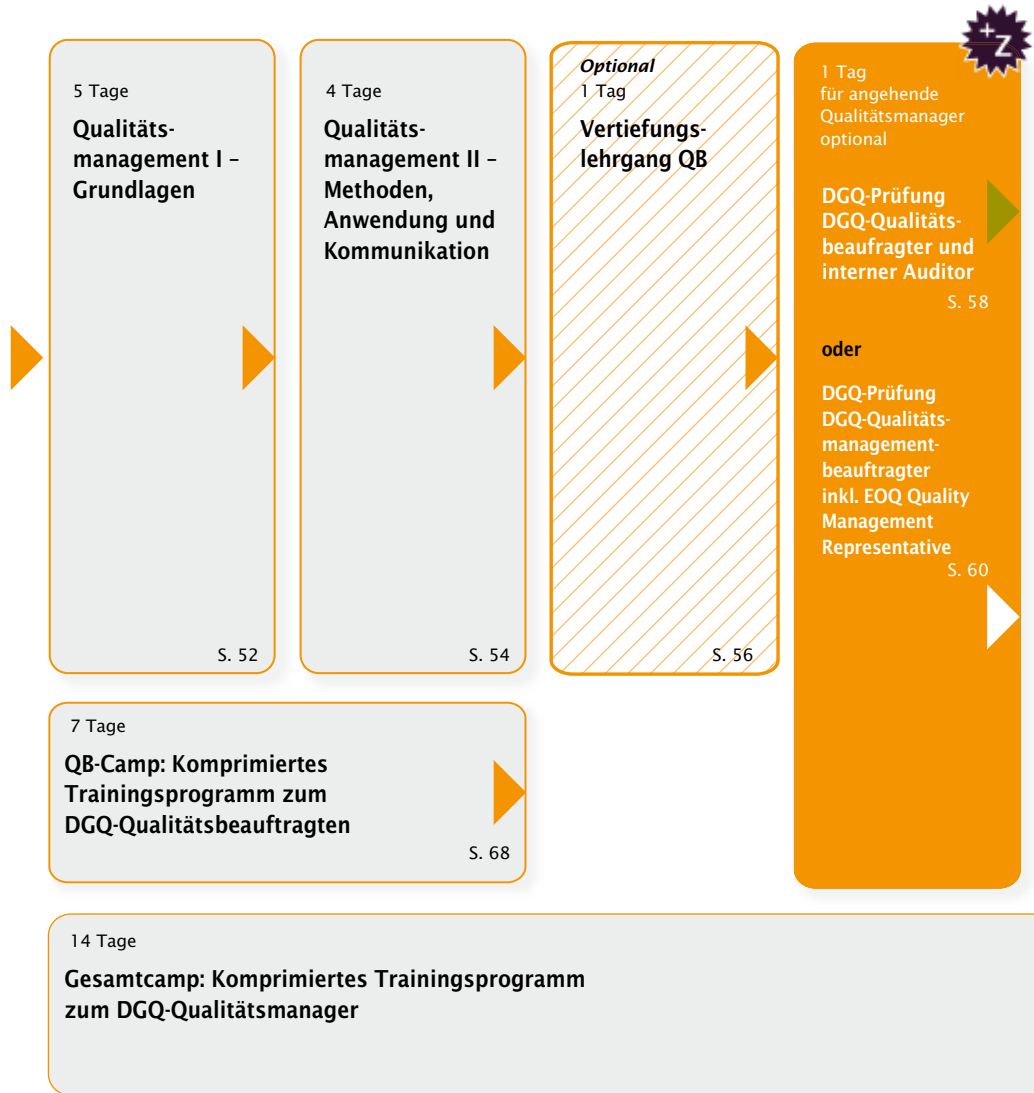 5 Tage
Qualitäts-
management I –
Grundlagen
S. 52
4 Tage
Qualitäts-
management II –
Methoden,
Anwendung und
Kommunikation
S. 54
Optional
1 Tag
Vertiefungs-
lehrgang QB
S. 56
+Z
1 Tag
für angehende
Qualitätsmanager
optional
DGQ-Prüfung
DGQ-Qualitäts-
beaufragter und
interner Auditor
S. 58
oder
DGQ-Prüfung
DGQ-Qualitäts-
management-
beauftragter
inkl. EOQ Quality
Management
Representative
S. 60
7 Tage
QB-Camp: Komprimiertes
Trainingsprogramm zum
DGQ-Qualitätsbeauftragten
S. 68
14 Tage
Gesamtcamp: Komprimiertes Trainingsprogramm
zum DGQ-Qualitätsmanager